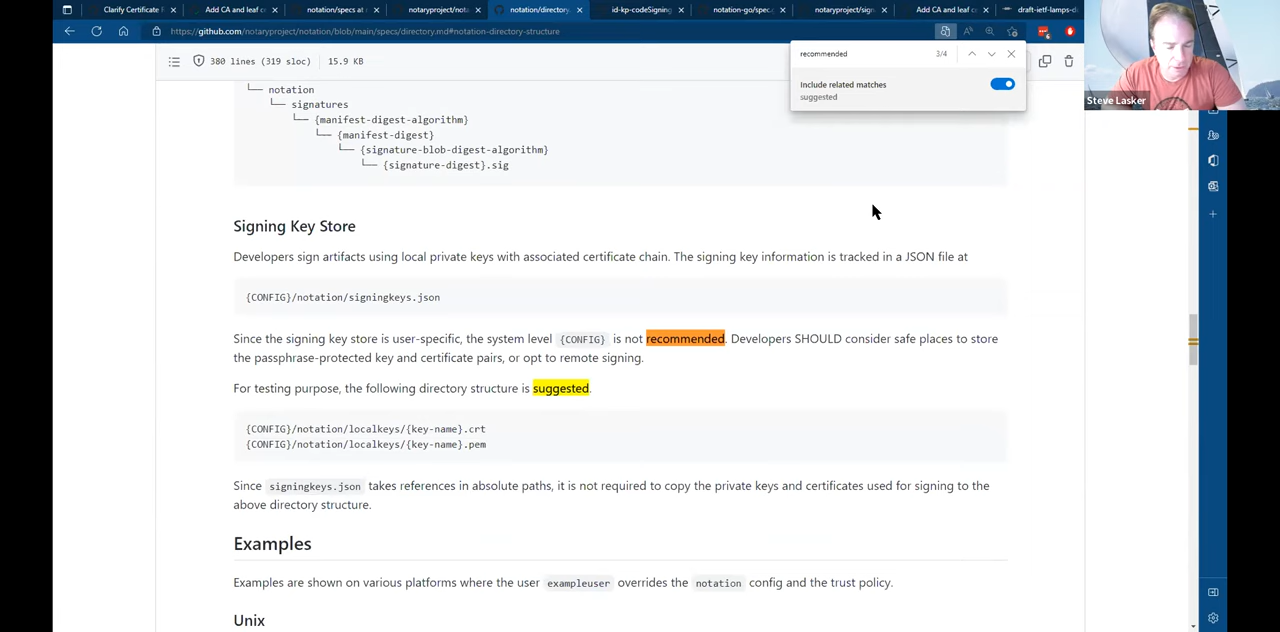 Clarify Certificate F
Add CA and leaf ce
notation/specs at
notaryproject/nota
notation/directory.
id-kp-codeSigning
notation-go/spec.
notaryproject/sign
Add CA and leaf ce
draft-ietf-lamps-d
https://github.com/notaryproject/notation/blob/main/specs/directory.md#notation-directory-structure
recommended
3/4
Include related matches
suggested
Steve Lasker
380 lines (319 sloc)
15.9 KB
└── notation
└── signatures
└── {manifest-digest-algorithm}
└── {manifest-digest}
└── {signature-blob-digest-algorithm}
└── {signature-digest}.sig
Signing Key Store
Developers sign artifacts using local private keys with associated certificate chain. The signing key information is tracked in a JSON file at
{CONFIG}/notation/signingkeys.json
Since the signing key store is user-specific, the system level {CONFIG} is not recommended. Developers SHOULD consider safe places to store
the passphrase-protected key and certificate pairs, or opt to remote signing.
For testing purpose, the following directory structure is suggested.
{CONFIG}/notation/localkeys/{key-name}.crt
{CONFIG}/notation/localkeys/{key-name}.pem
Since signingkeys.json takes references in absolute paths, it is not required to copy the private keys and certificates used for signing to the
above directory structure.
Examples
Examples are shown on various platforms where the user exampleuser overrides the notation config and the trust policy.
Unix